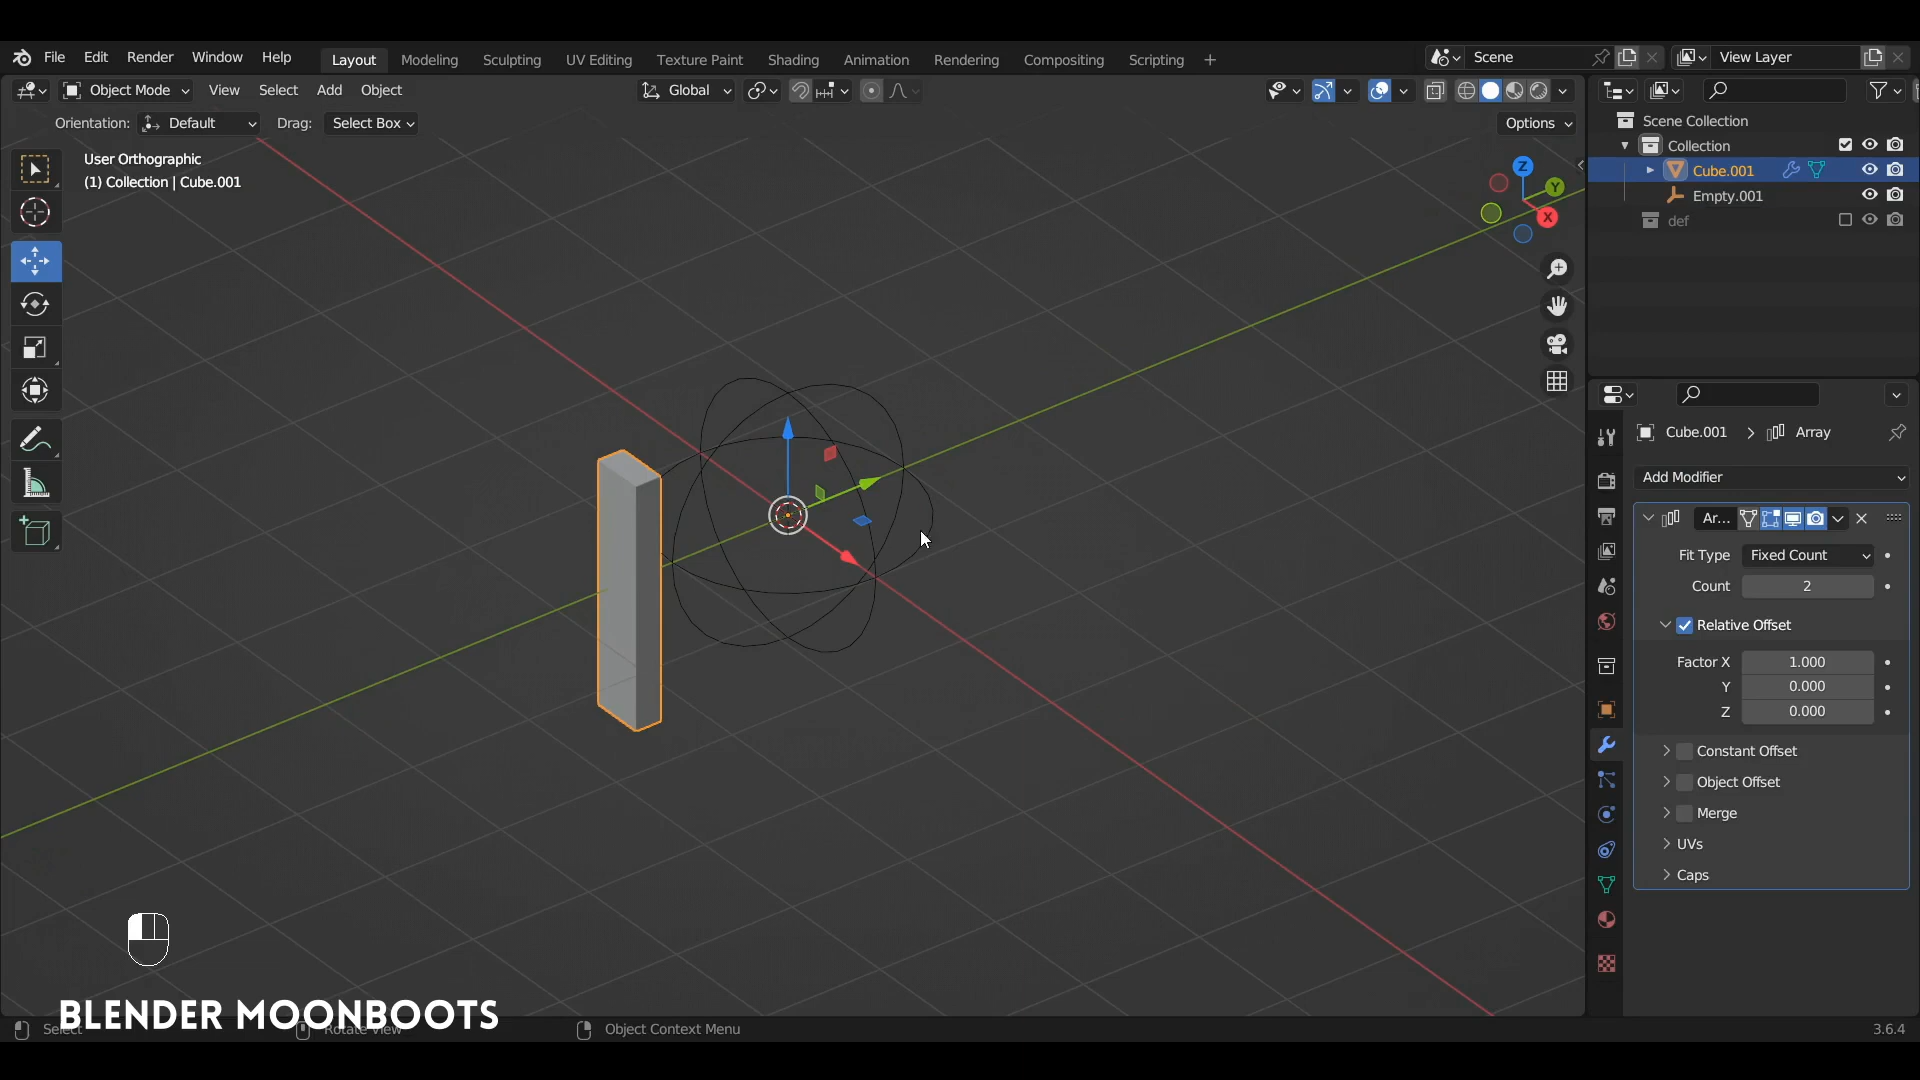 File Edit Render Window Help Layout Modeling Sculpting UV Editing Texture Paint Shading Animation Rendering Compositing Scripting + Scene View Layer
Object Mode View Select Add Object Global
Orientation: Default Drag: Select Box Options
User Orthographic
(1) Collection | Cube.001
Z
Y
X
Scene Collection
Collection
Cube.001
Empty.001
def
Cube.001 > Array
Add Modifier
Ar...
Fit Type Fixed Count
Count 2
Relative Offset
Factor X 1.000
Y 0.000
Z 0.000
Constant Offset
Object Offset
Merge
UVs
Caps
BLENDER MOONBOOTS
Select Rotate View Object Context Menu 3.6.4